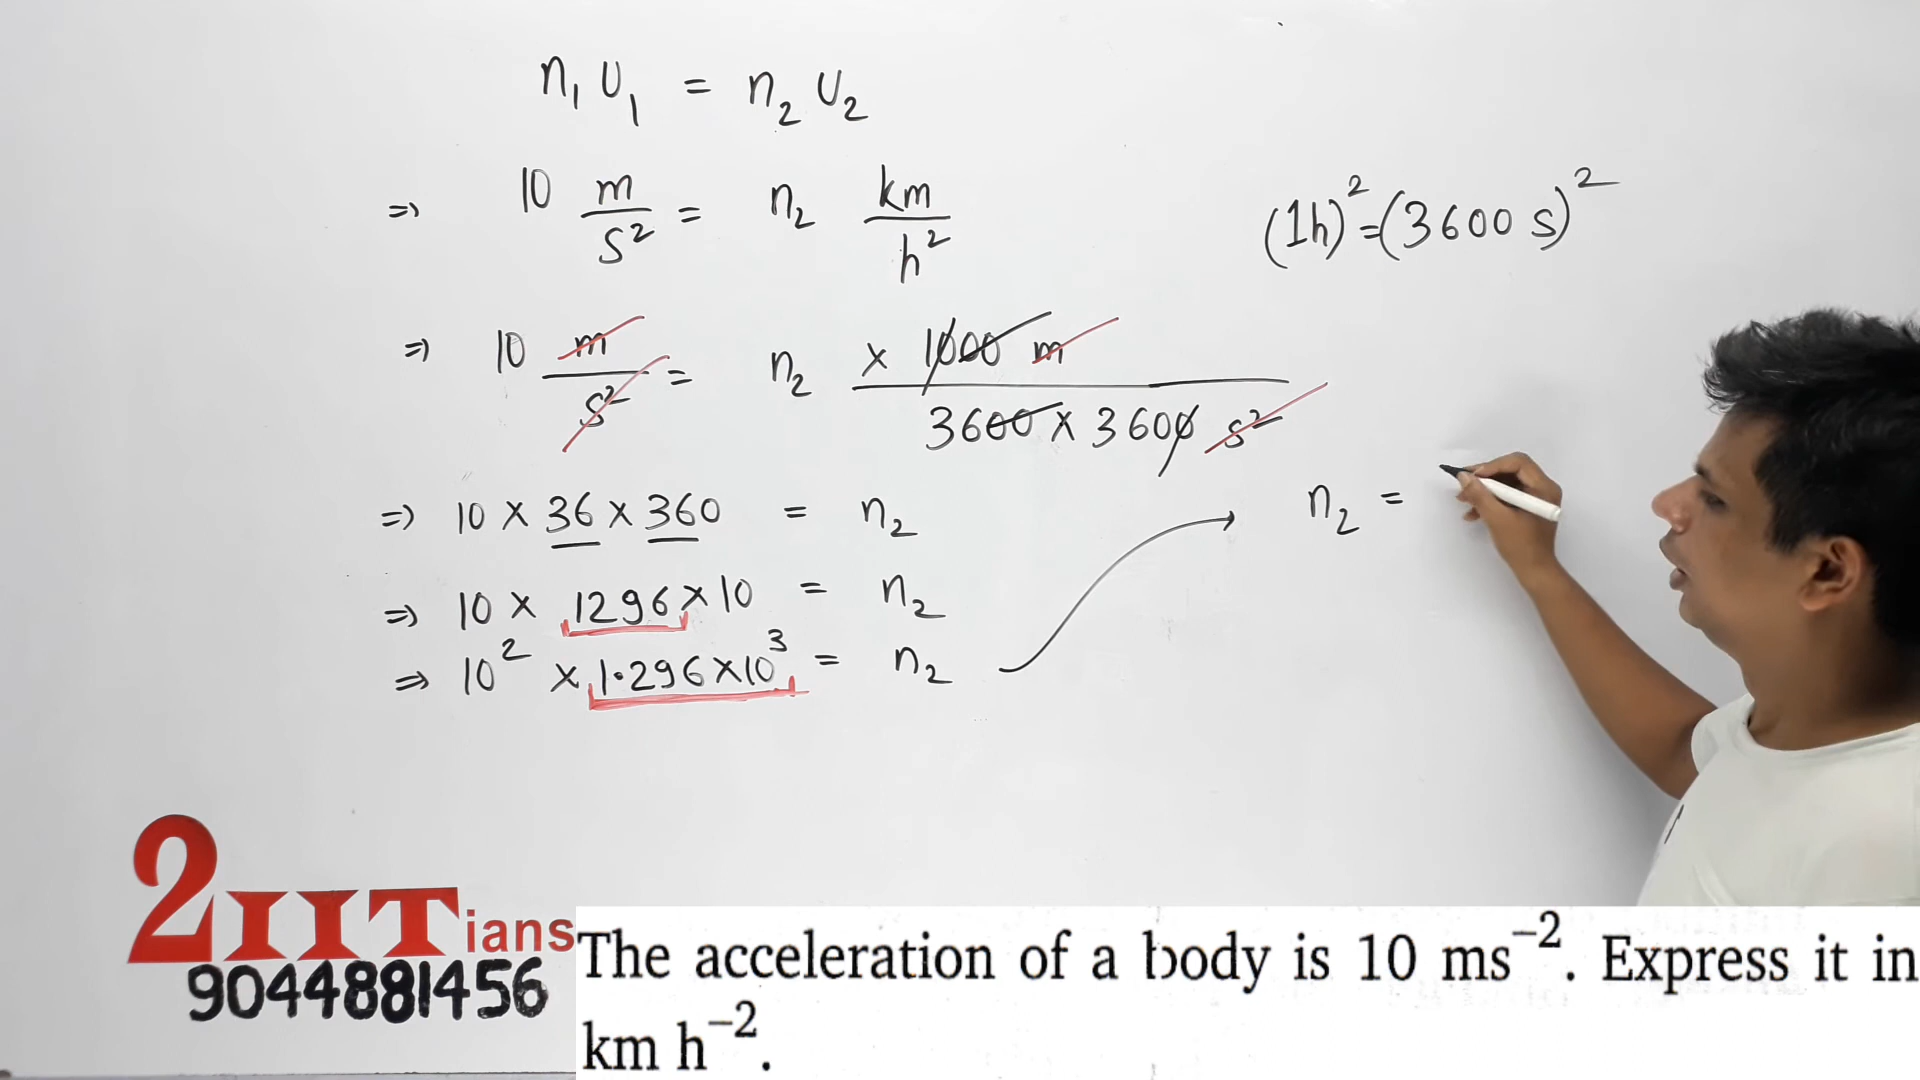 n₁ U₁ = n₂ U₂
⇒ 10 m/s² = n₂ km/h²
(1h)² = (3600 s)²
⇒ 10 m/s² = n₂ × 1000 m / 3600 × 3600 s²
⇒ 10 × 36 × 360 = n₂
n₂ =
⇒ 10 × 1296 × 10 = n₂
⇒ 10² × 1.296 × 10³ = n₂
2IITians
9044881456
The acceleration of a body is 10 ms⁻². Express it in
km h⁻².